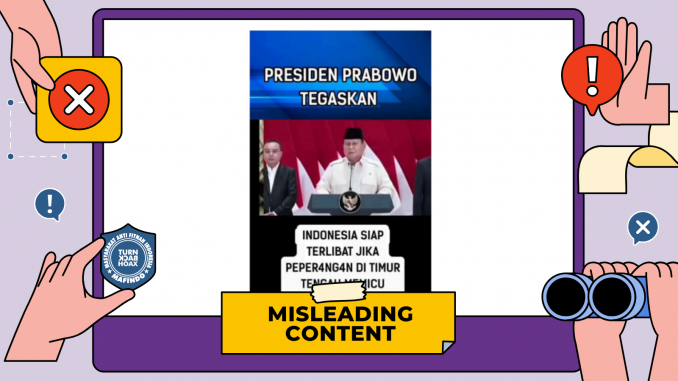 PRESIDEN PRABOWO
TEGASKAN
INDONESIA SIAP
TERLIBAT JIKA
PEPER4NG4N DI TIMUR
TENGAH MEMICU
MISLEADING
CONTENT
MASYARAKAT ANTI FITNAH INDONESIA
TURN
BACK
HOAX
MAFINDO